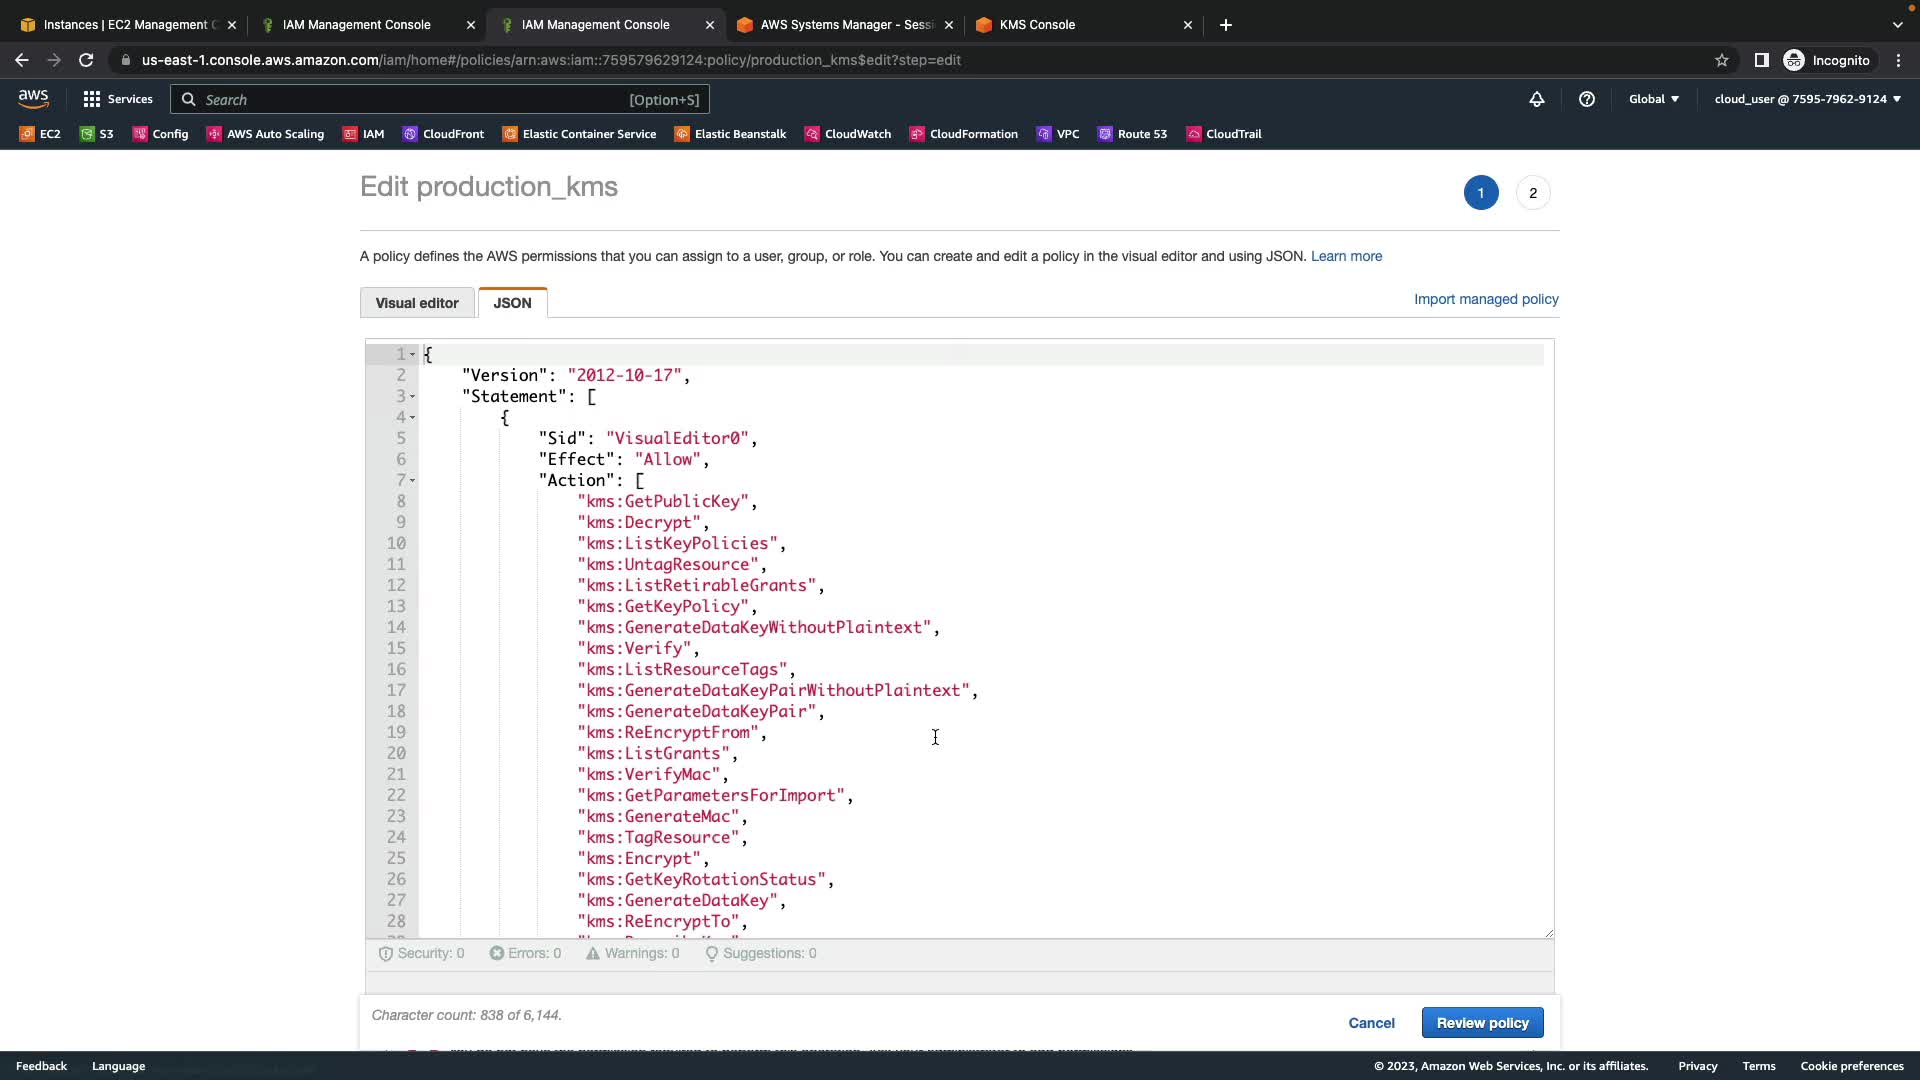 Instances | EC2 Management C
IAM Management Console
IAM Management Console
AWS Systems Manager - Sessi
KMS Console
us-east-1.console.aws.amazon.com/iam/home#/policies/arn:aws:iam::759579629124:policy/production_kms$edit?step=edit
Incognito
aws
Services
Search
[Option+S]
Global
cloud_user @ 7595-7962-9124
EC2
S3
Config
AWS Auto Scaling
IAM
CloudFront
Elastic Container Service
Elastic Beanstalk
CloudWatch
CloudFormation
VPC
Route 53
CloudTrail
Edit production_kms
1
2
A policy defines the AWS permissions that you can assign to a user, group, or role. You can create and edit a policy in the visual editor and using JSON. Learn more
Visual editor
JSON
Import managed policy
1 {
2 "Version": "2012-10-17",
3 "Statement": [
4 {
5 "Sid": "VisualEditor0",
6 "Effect": "Allow",
7 "Action": [
8 "kms:GetPublicKey",
9 "kms:Decrypt",
10 "kms:ListKeyPolicies",
11 "kms:UntagResource",
12 "kms:ListRetirableGrants",
13 "kms:GetKeyPolicy",
14 "kms:GenerateDataKeyWithoutPlaintext",
15 "kms:Verify",
16 "kms:ListResourceTags",
17 "kms:GenerateDataKeyPairWithoutPlaintext",
18 "kms:GenerateDataKeyPair",
19 "kms:ReEncryptFrom",
20 "kms:ListGrants",
21 "kms:VerifyMac",
22 "kms:GetParametersForImport",
23 "kms:GenerateMac",
24 "kms:TagResource",
25 "kms:Encrypt",
26 "kms:GetKeyRotationStatus",
27 "kms:GenerateDataKey",
28 "kms:ReEncryptTo",
Security: 0
Errors: 0
Warnings: 0
Suggestions: 0
Character count: 838 of 6,144.
Cancel
Review policy
Feedback
Language
© 2023, Amazon Web Services, Inc. or its affiliates.
Privacy
Terms
Cookie preferences